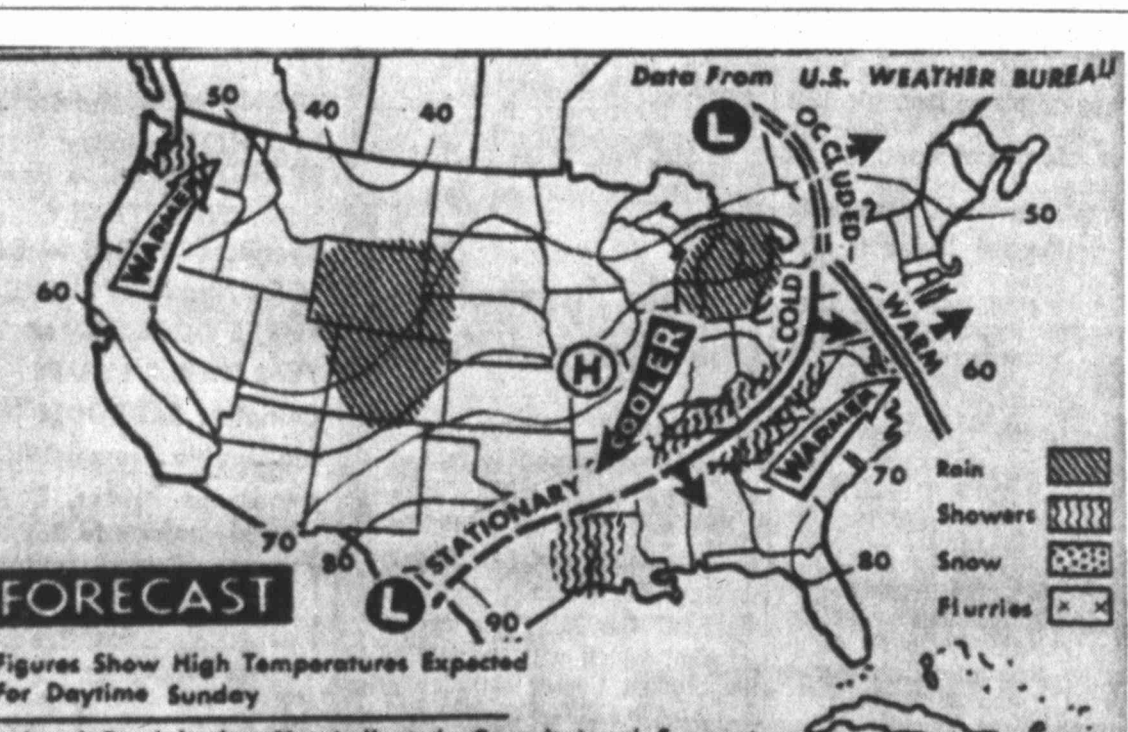 Data From U.S. WEATHER BUREAU
50
40
40
L
OCCLUDED
WARMER
50
60
COLD
WARM
H
COOLER
60
WARMER
70
Rain
Showers
STATIONARY
70
80
80
Snow
L
90
Flurries
FORECAST
Figures Show High Temperatures Expected
For Daytime Sunday